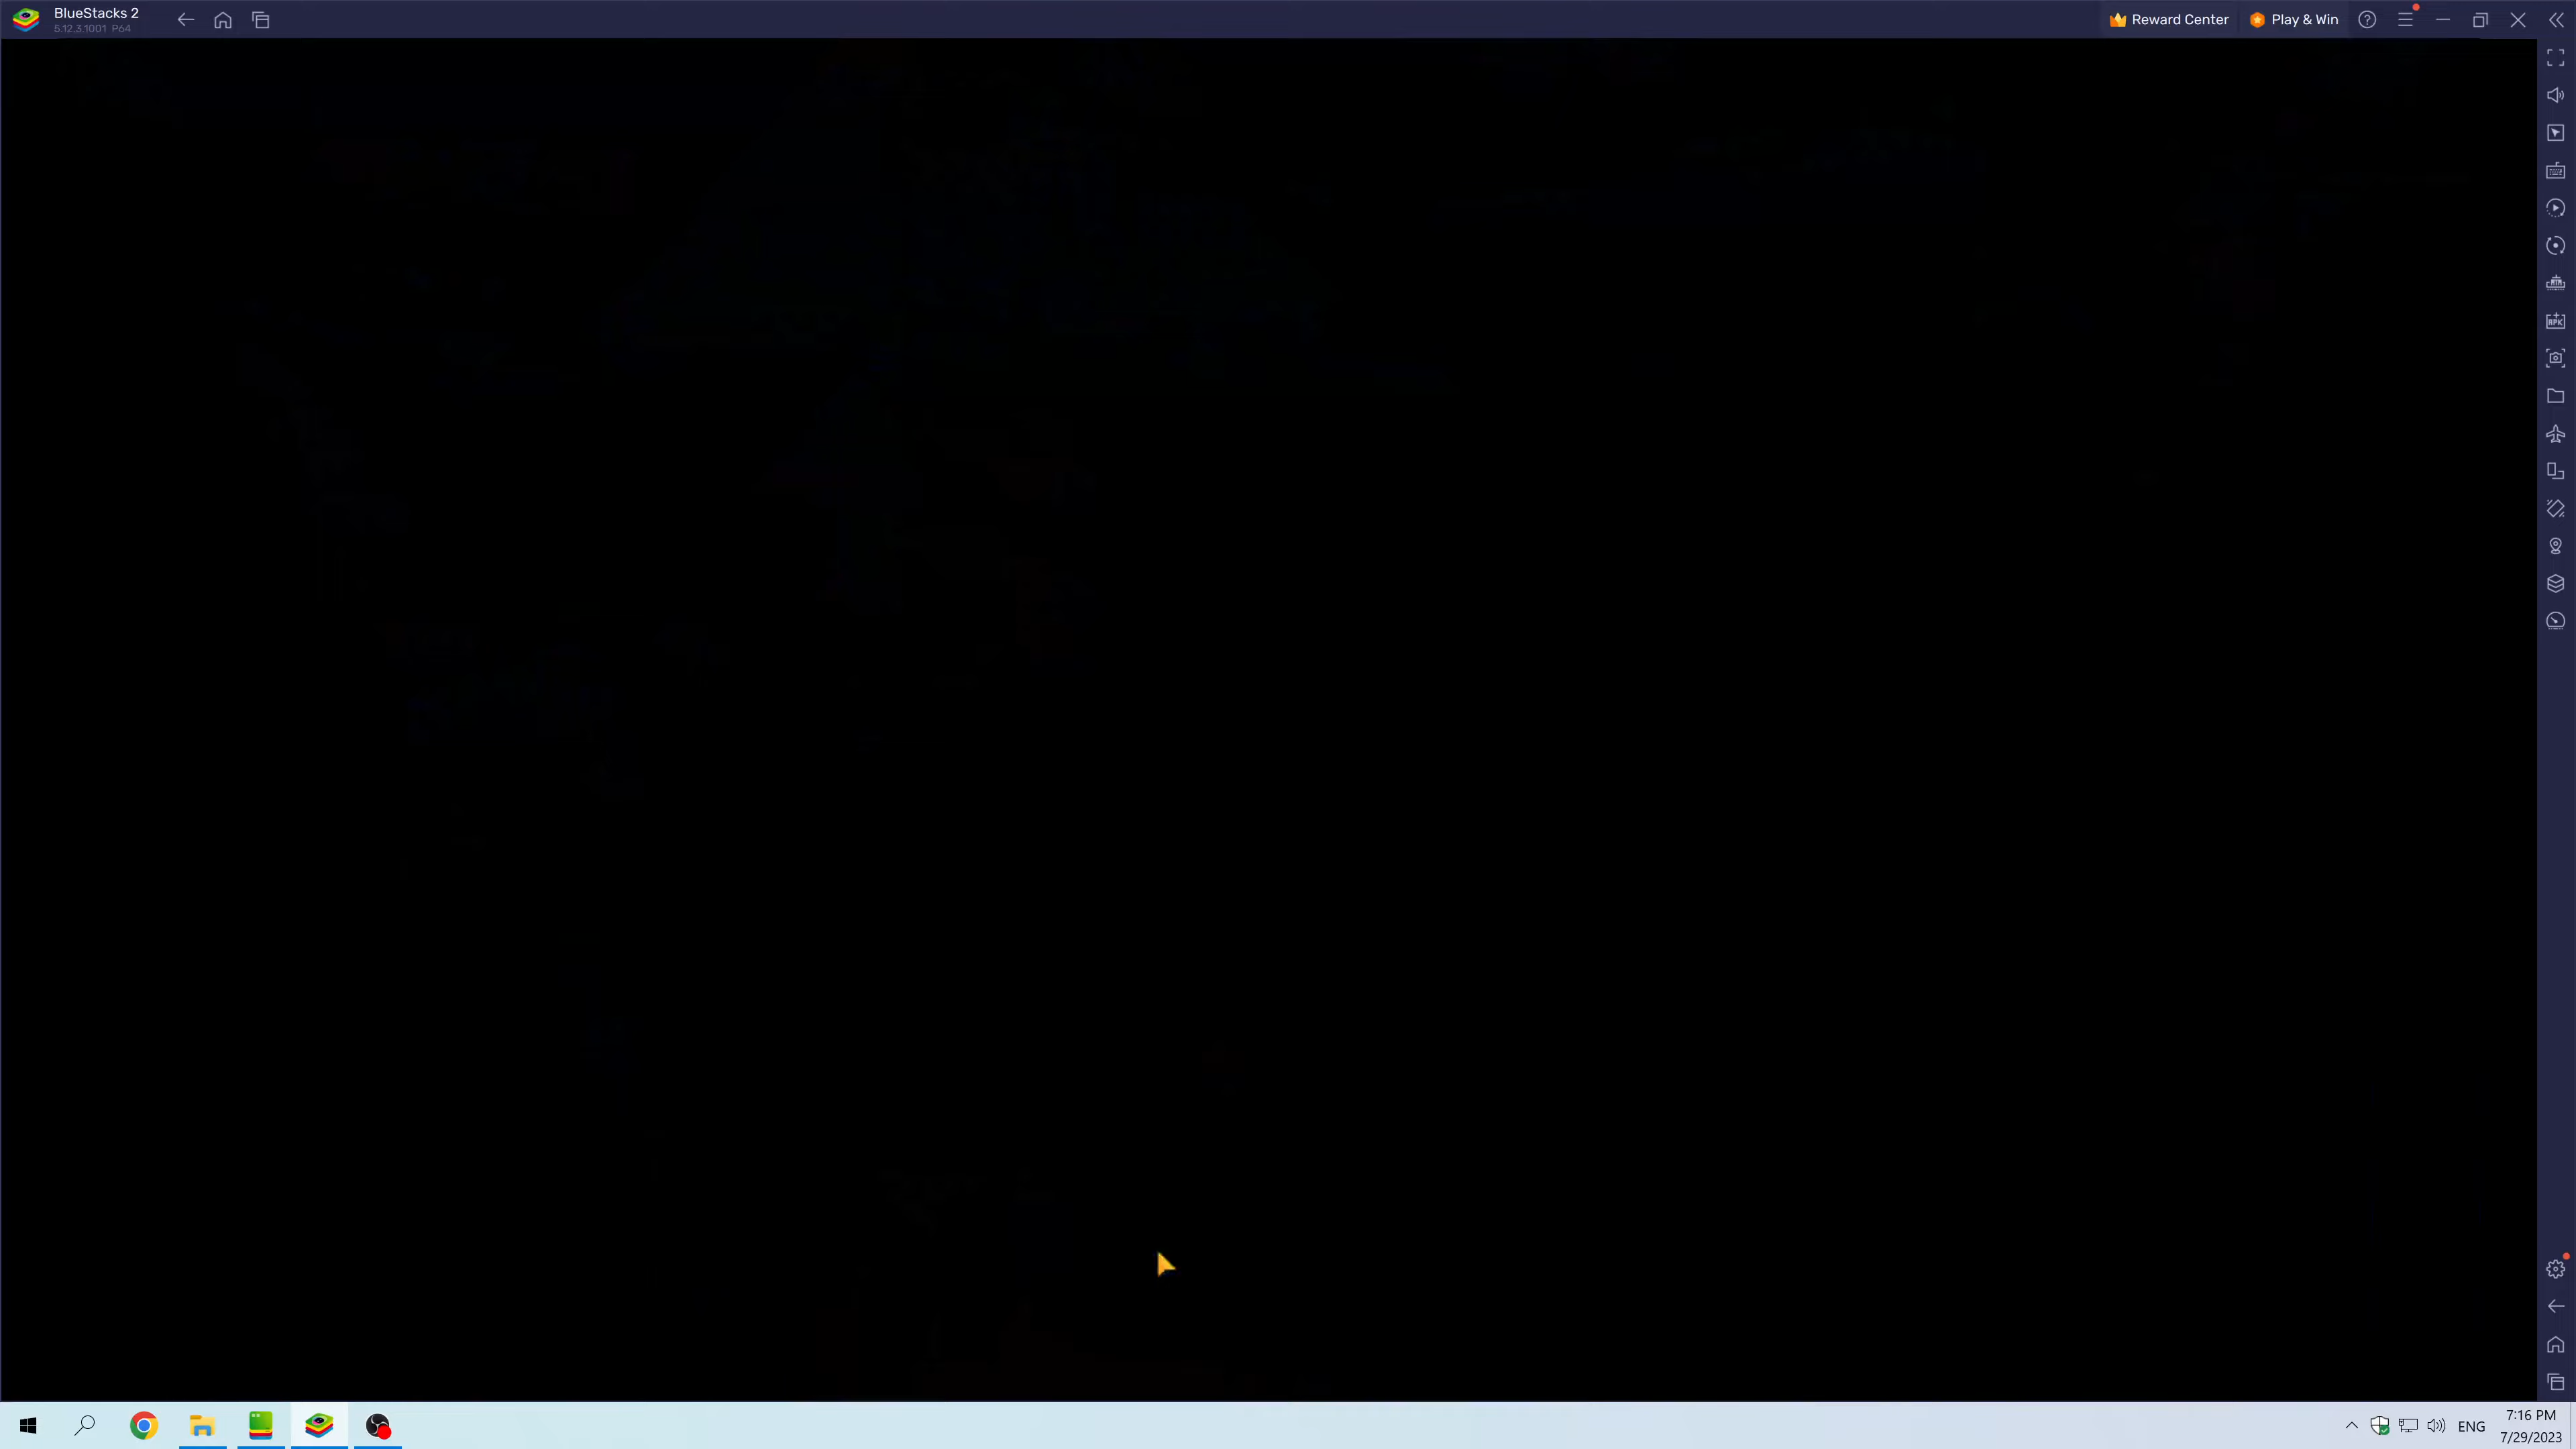 BlueStacks 2
5.12.3.1001 P64
Reward Center
Play & Win
ENG
7:16 PM
7/29/2023